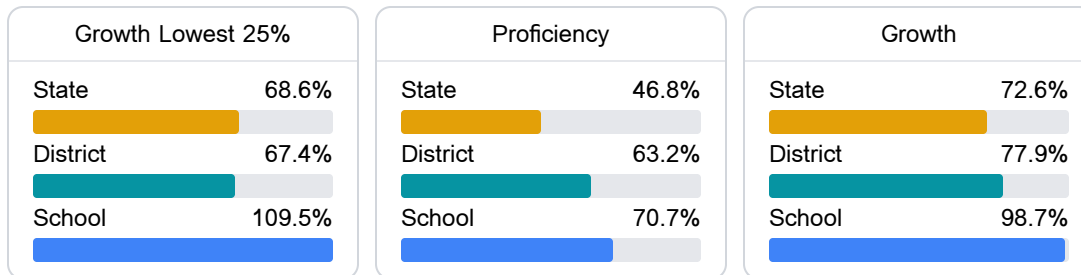 Growth Lowest 25%
State 68.6%
District 67.4%
School 109.5%
Proficiency
State 46.8%
District 63.2%
School 70.7%
Growth
State 72.6%
District 77.9%
School 98.7%